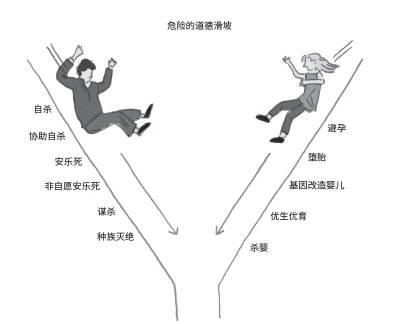 危险的道德滑坡
自杀
协助自杀
安乐死
非自愿安乐死
谋杀
种族灭绝
避孕
堕胎
基因改造婴儿
优生优育
杀婴